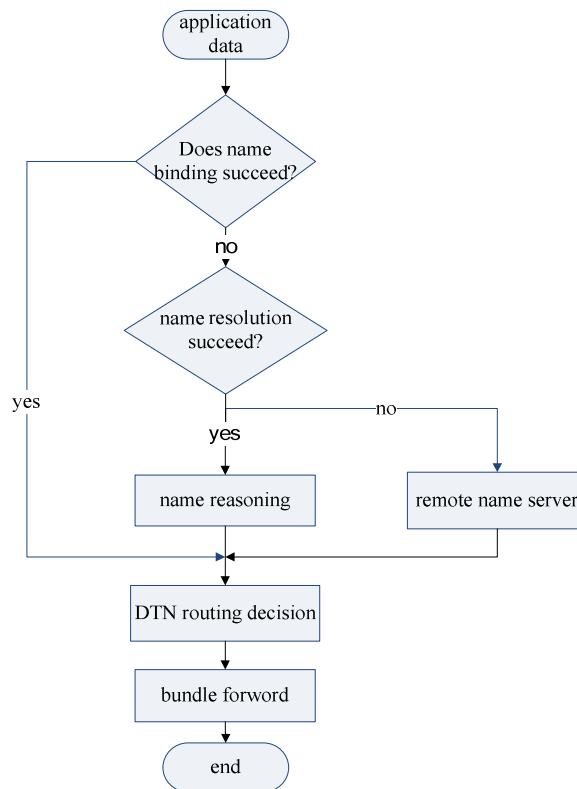 application
data
Does name
binding succeed?
no
name resolution
succeed?
yes
no
yes
name reasoning
remote name server
DTN routing decision
bundle forword
end